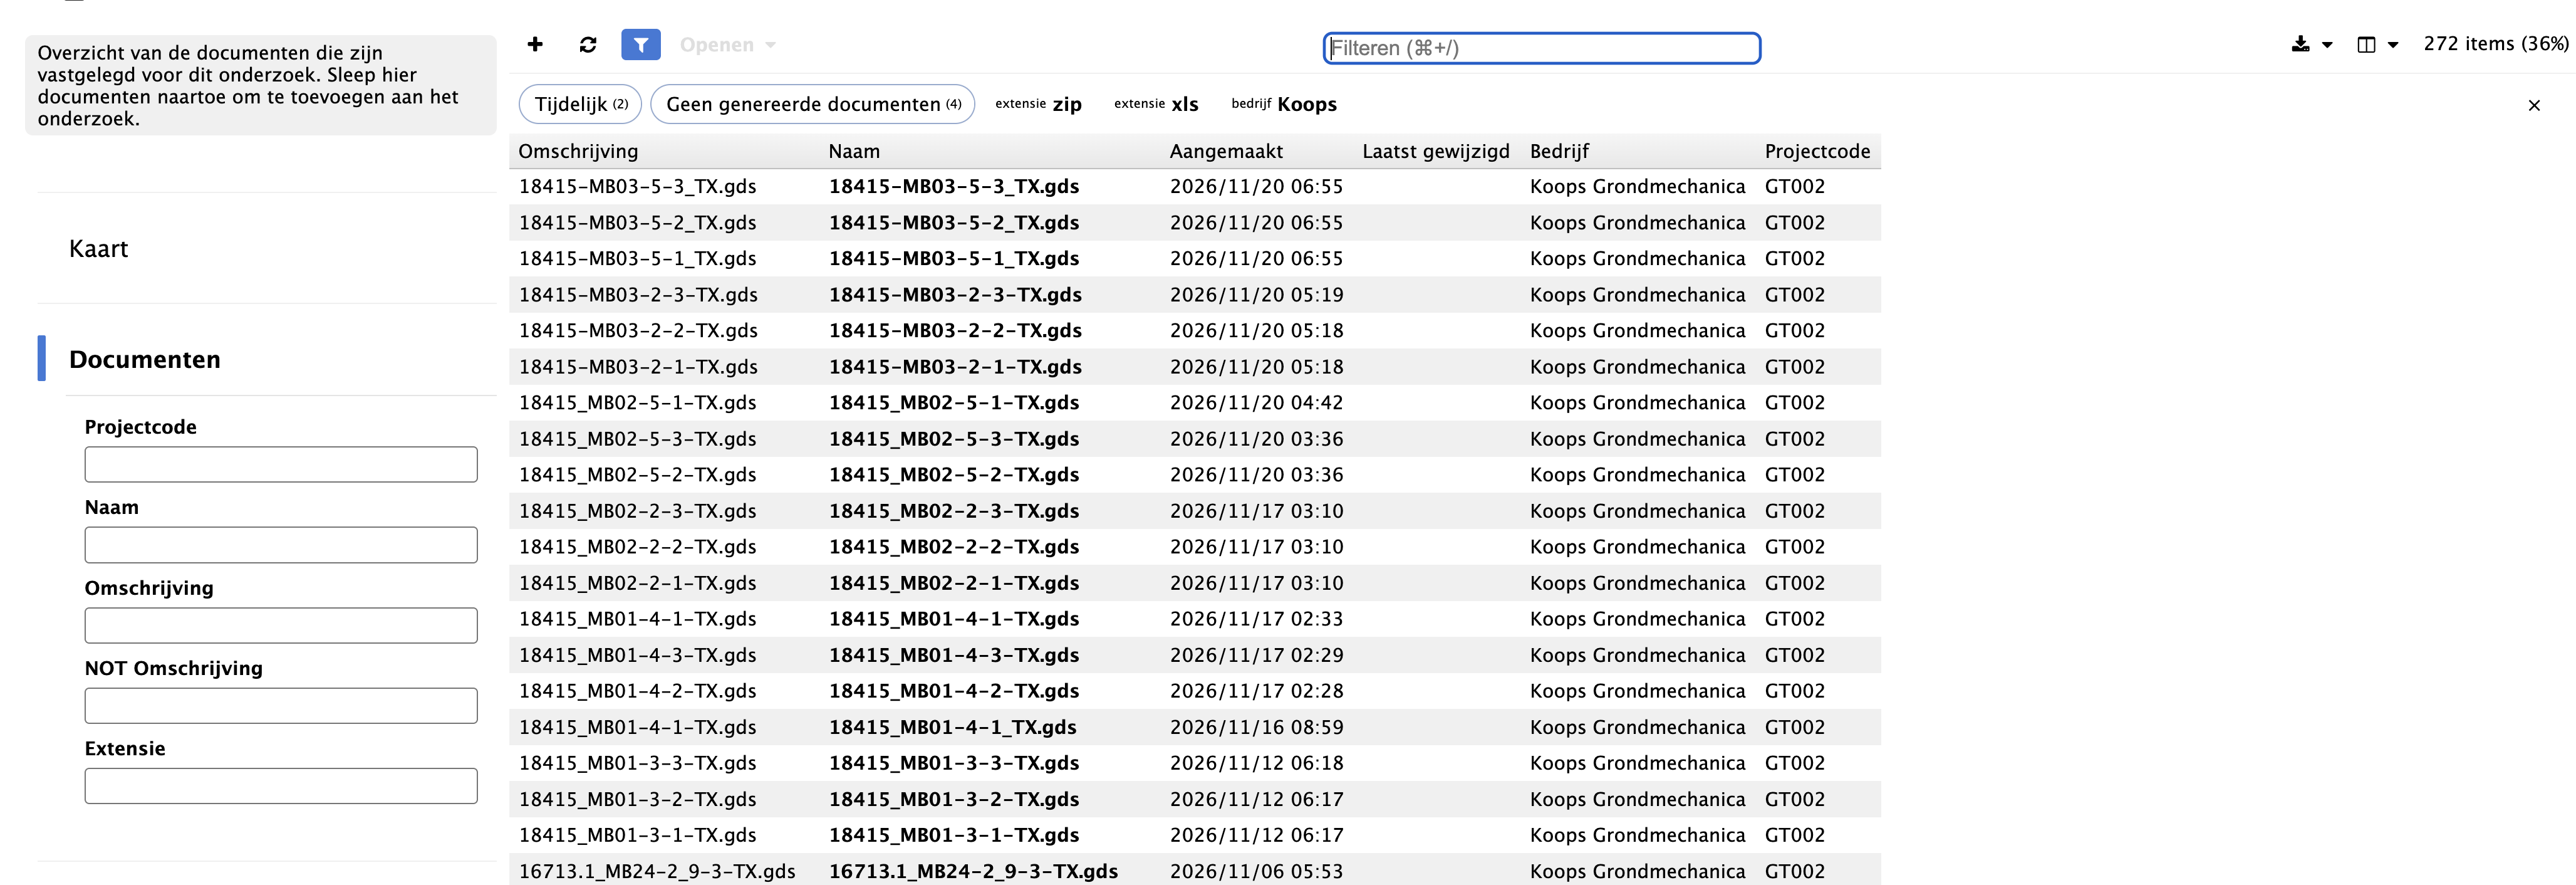 Overzicht van de documenten die zijn
vastgelegd voor dit onderzoek. Sleep hier
documenten naartoe om te toevoegen aan het
onderzoek.
Kaart
Documenten
Projectcode
Naam
Omschrijving
NOT Omschrijving
Extensie
Openen
Filteren (⌘+/)
272 items (36%)
Tijdelijk (2) Geen genereerde documenten (4) extensie zip extensie xls bedrijf Koops
Omschrijving Naam Aangemaakt Laatst gewijzigd Bedrijf Projectcode
18415-MB03-5-3_TX.gds 18415-MB03-5-3_TX.gds 2026/11/20 06:55 Koops Grondmechanica GT002
18415-MB03-5-2_TX.gds 18415-MB03-5-2_TX.gds 2026/11/20 06:55 Koops Grondmechanica GT002
18415-MB03-5-1_TX.gds 18415-MB03-5-1_TX.gds 2026/11/20 06:55 Koops Grondmechanica GT002
18415-MB03-2-3-TX.gds 18415-MB03-2-3-TX.gds 2026/11/20 05:19 Koops Grondmechanica GT002
18415-MB03-2-2-TX.gds 18415-MB03-2-2-TX.gds 2026/11/20 05:18 Koops Grondmechanica GT002
18415-MB03-2-1-TX.gds 18415-MB03-2-1-TX.gds 2026/11/20 05:18 Koops Grondmechanica GT002
18415_MB02-5-1-TX.gds 18415_MB02-5-1-TX.gds 2026/11/20 04:42 Koops Grondmechanica GT002
18415_MB02-5-3-TX.gds 18415_MB02-5-3-TX.gds 2026/11/20 03:36 Koops Grondmechanica GT002
18415_MB02-5-2-TX.gds 18415_MB02-5-2-TX.gds 2026/11/20 03:36 Koops Grondmechanica GT002
18415_MB02-2-3-TX.gds 18415_MB02-2-3-TX.gds 2026/11/17 03:10 Koops Grondmechanica GT002
18415_MB02-2-2-TX.gds 18415_MB02-2-2-TX.gds 2026/11/17 03:10 Koops Grondmechanica GT002
18415_MB02-2-1-TX.gds 18415_MB02-2-1-TX.gds 2026/11/17 03:10 Koops Grondmechanica GT002
18415_MB01-4-1-TX.gds 18415_MB01-4-1-TX.gds 2026/11/17 02:33 Koops Grondmechanica GT002
18415_MB01-4-3-TX.gds 18415_MB01-4-3-TX.gds 2026/11/17 02:29 Koops Grondmechanica GT002
18415_MB01-4-2-TX.gds 18415_MB01-4-2-TX.gds 2026/11/17 02:28 Koops Grondmechanica GT002
18415_MB01-4-1-TX.gds 18415_MB01-4-1_TX.gds 2026/11/16 08:59 Koops Grondmechanica GT002
18415_MB01-3-3-TX.gds 18415_MB01-3-3-TX.gds 2026/11/12 06:18 Koops Grondmechanica GT002
18415_MB01-3-2-TX.gds 18415_MB01-3-2-TX.gds 2026/11/12 06:17 Koops Grondmechanica GT002
18415_MB01-3-1-TX.gds 18415_MB01-3-1-TX.gds 2026/11/12 06:17 Koops Grondmechanica GT002
16713.1_MB24-2_9-3-TX.gds 16713.1_MB24-2_9-3-TX.gds 2026/11/06 05:53 Koops Grondmechanica GT002